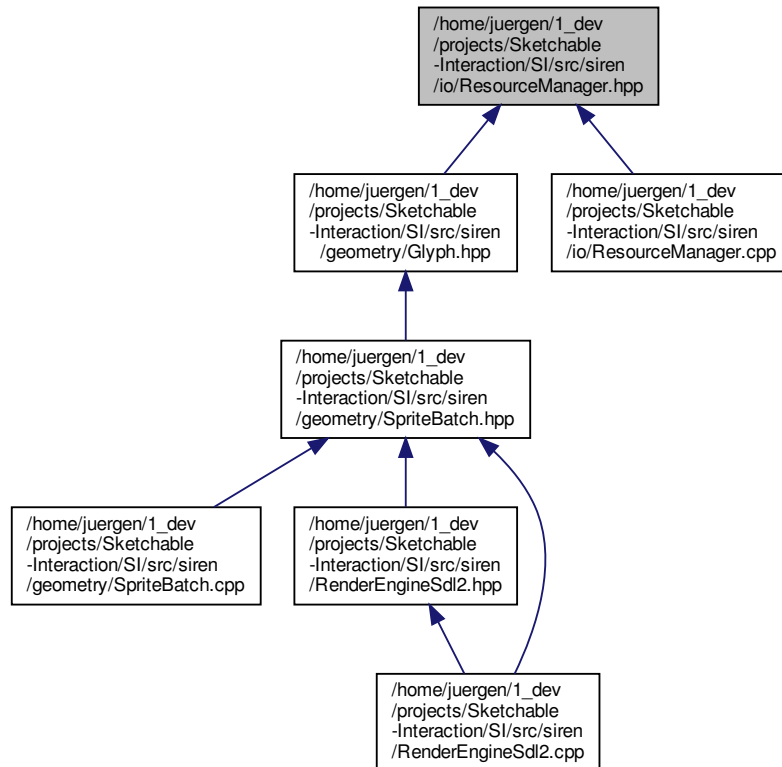 /home/juergen/1_dev
/projects/Sketchable
-Interaction/SI/src/siren
/io/ResourceManager.hpp
/home/juergen/1_dev
/projects/Sketchable
-Interaction/SI/src/siren
/geometry/Glyph.hpp
/home/juergen/1_dev
/projects/Sketchable
-Interaction/SI/src/siren
/io/ResourceManager.cpp
/home/juergen/1_dev
/projects/Sketchable
-Interaction/SI/src/siren
/geometry/SpriteBatch.hpp
/home/juergen/1_dev
/projects/Sketchable
-Interaction/SI/src/siren
/geometry/SpriteBatch.cpp
/home/juergen/1_dev
/projects/Sketchable
-Interaction/SI/src/siren
/RenderEngineSdl2.hpp
/home/juergen/1_dev
/projects/Sketchable
-Interaction/SI/src/siren
/RenderEngineSdl2.cpp